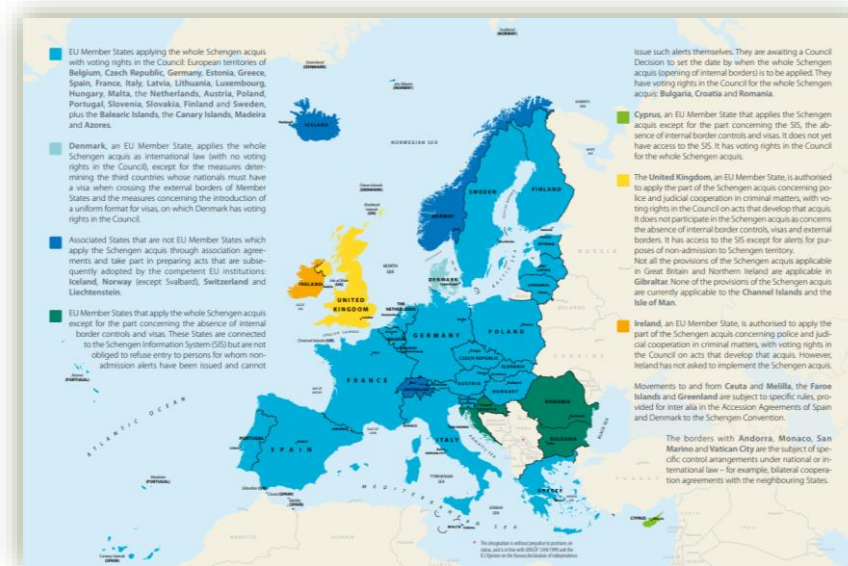 EU Member States applying the whole Schengen acquis
with voting rights in the Council: European territories of
Belgium, Czech Republic, Germany, Estonia, Greece,
Spain, France, Italy, Latvia, Lithuania, Luxembourg,
Hungary, Malta, the Netherlands, Austria, Poland,
Portugal, Slovenia, Slovakia, Finland and Sweden,
plus the Balearic Islands, the Canary Islands, Madeira
and Azores.
Denmark, an EU Member State, applies the whole
Schengen acquis as international law (with no voting
rights in the Council), except for the measures deter-
mining the third countries whose nationals must have
a visa when crossing the external borders of Member
States and the measures concerning the introduction of
a uniform format for visas, on which Denmark has voting
rights in the Council.
Associated States that are not EU Member States which
apply the Schengen acquis through association agree-
ments and take part in preparing acts that are subse-
quently adopted by the competent EU institutions:
Iceland, Norway (except Svalbard), Switzerland and
Liechtenstein.
EU Member States that apply the whole Schengen acquis
except for the part concerning the absence of internal
border controls and visas. These States are connected
to the Schengen Information System (SIS) but are not
obliged to refuse entry to persons for whom non-
admission alerts have been issued and cannot
issue such alerts themselves. They are awaiting a Council
Decision to set the date by when the whole Schengen
acquis (opening of internal borders) is to be applied. They
have voting rights in the Council for the whole Schengen
acquis: Bulgaria, Croatia and Romania.
Cyprus, an EU Member State that applies the Schengen
acquis except for the part concerning the SIS, the ab-
sence of internal border controls and visas. It does not yet
have access to the SIS. It has voting rights in the Council
for the whole Schengen acquis.
The United Kingdom, an EU Member State, is authorised
to apply the part of the Schengen acquis concerning po-
lice and judicial cooperation in criminal matters, with vo-
ting rights in the Council on acts that develop that acquis.
It does not participate in the Schengen acquis as concerns
the absence of internal border controls, visas and external
borders. It has access to the SIS except for alerts for purpo-
ses of non-admission to Schengen territory.
Not all the provisions of the Schengen acquis applicable
in Great Britain and Northern Ireland are applicable in
Gibraltar. None of the provisions of the Schengen acquis
are currently applicable to the Channel Islands and the
Isle of Man.
Ireland, an EU Member State, is authorised to apply the
part of the Schengen acquis concerning police and judi-
cial cooperation in criminal matters, with voting rights in
the Council on acts that develop that acquis. However,
Ireland has not asked to implement the Schengen acquis.
Movements to and from Ceuta and Melilla, the Faroe
Islands and Greenland are subject to specific rules, pro-
vided for inter alia in the Accession Agreements of Spain
and Denmark to the Schengen Convention.
The borders with Andorra, Monaco, San
Marino and Vatican City are the subject of spe-
cific control arrangements under national or in-
ternational law – for example, bilateral coopera-
tion agreements with the neighbouring States.
ICELAND
NORWEGIAN SEA
SWEDEN
FINLAND
NORWAY
NORTH
SEA
DENMARK
IRELAND
UNITED
KINGDOM
THE
NETHERLANDS
GERMANY
POLAND
CZECH REPUBLIC
SLOVAKIA
AUSTRIA
HUNGARY
FRANCE
ROMANIA
BULGARIA
BLACK SEA
ITALY
PORTUGAL
SPAIN
GREECE
CYPRUS
ATLANTIC OCEAN
MEDITERRANEAN SEA
TYRRHENIAN
SEA
Azores
(PORTUGAL)
Madeira
(PORTUGAL)
Canary Islands
(SPAIN)